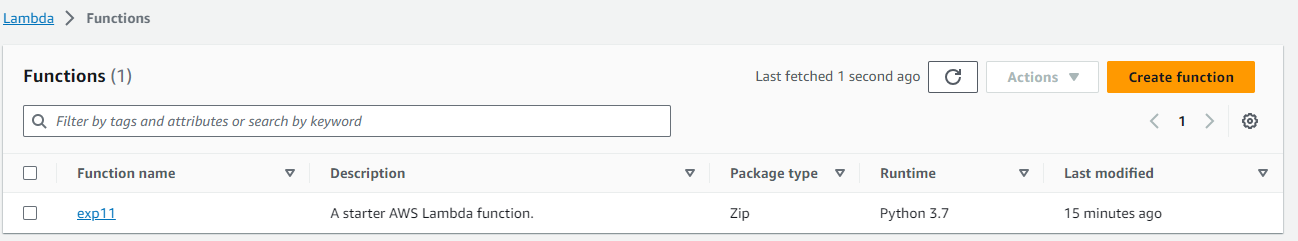 Lambda > Functions
Functions (1) Last fetched 1 second ago Actions Create function
Filter by tags and attributes or search by keyword 1
Function name Description Package type Runtime Last modified
exp11 A starter AWS Lambda function. Zip Python 3.7 15 minutes ago